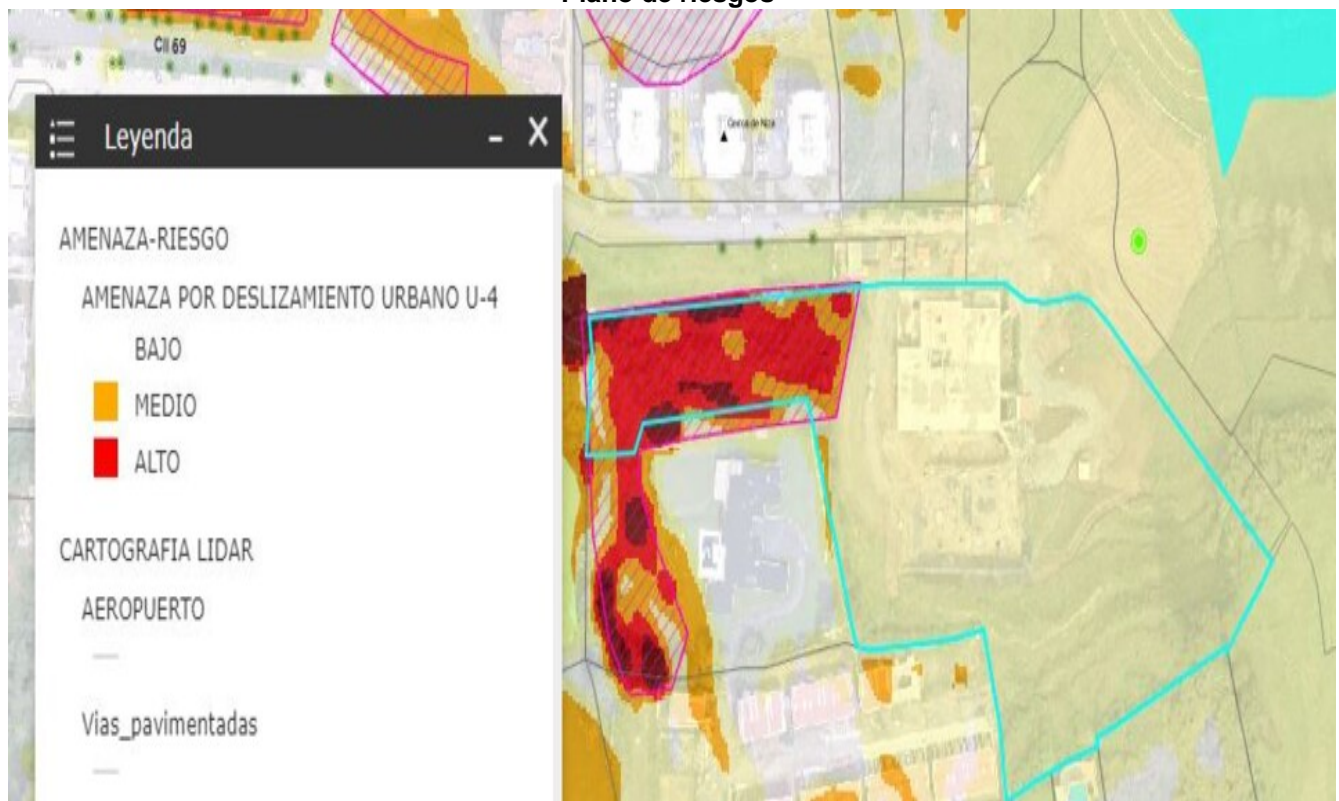 Plano de riesgos
Cll 69
Leyenda
AMENAZA-RIESGO
AMENAZA POR DESLIZAMIENTO URBANO U-4
BAJO
MEDIO
ALTO
CARTOGRAFIA LIDAR
AEROPUERTO
Vias_pavimentadas